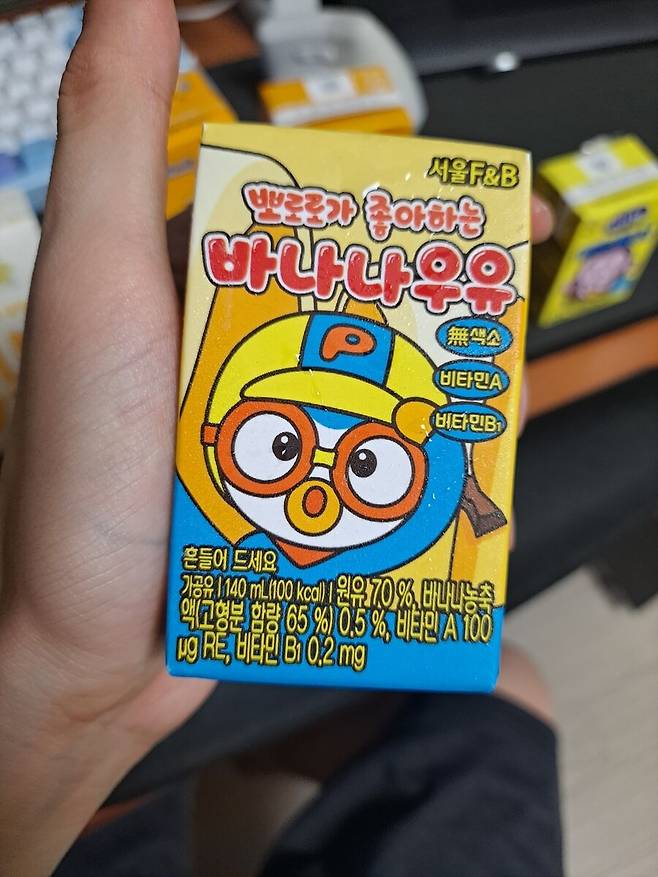 서울F&B
뽀로로가 좋아하는
바나나우유
無색소
비타민A
비타민B1
P
흔들어 드세요
가공유 | 140 mL(100 kcal) | 원유 70 %, 바나나농축
액(고형분 함량 65 %) 0.5 %, 비타민 A 100
μg RE, 비타민 B1 0.2 mg